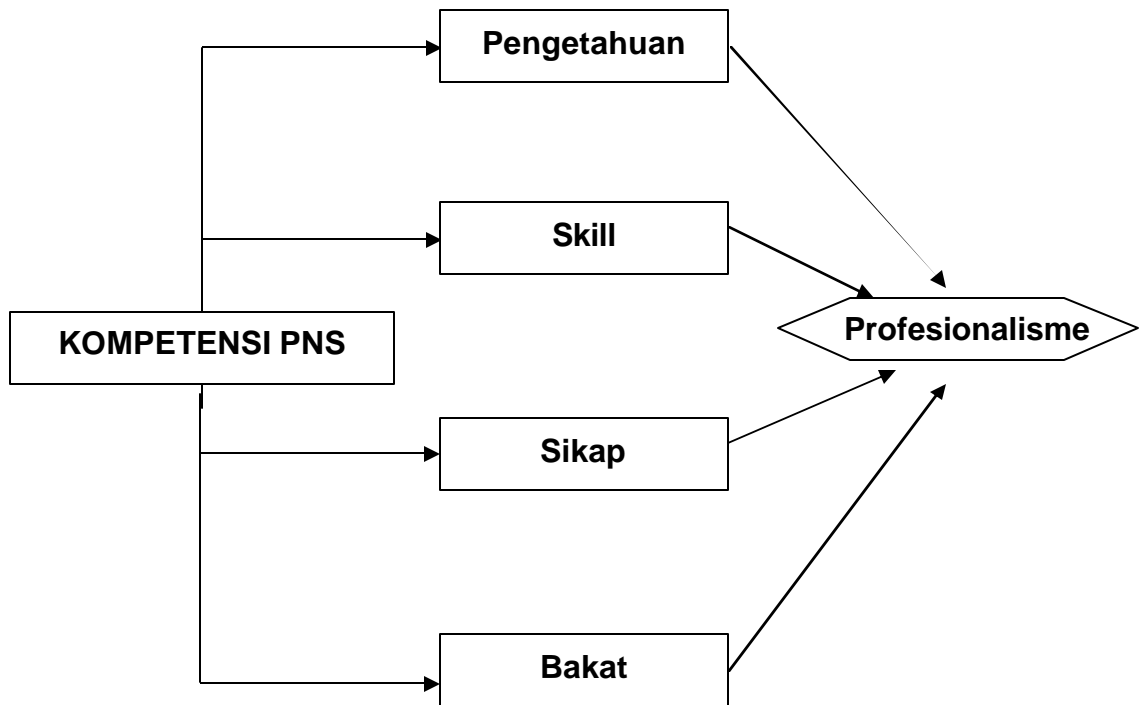 Pengetahuan
Skill
KOMPETENSI PNS
Profesionalisme
Sikap
Bakat